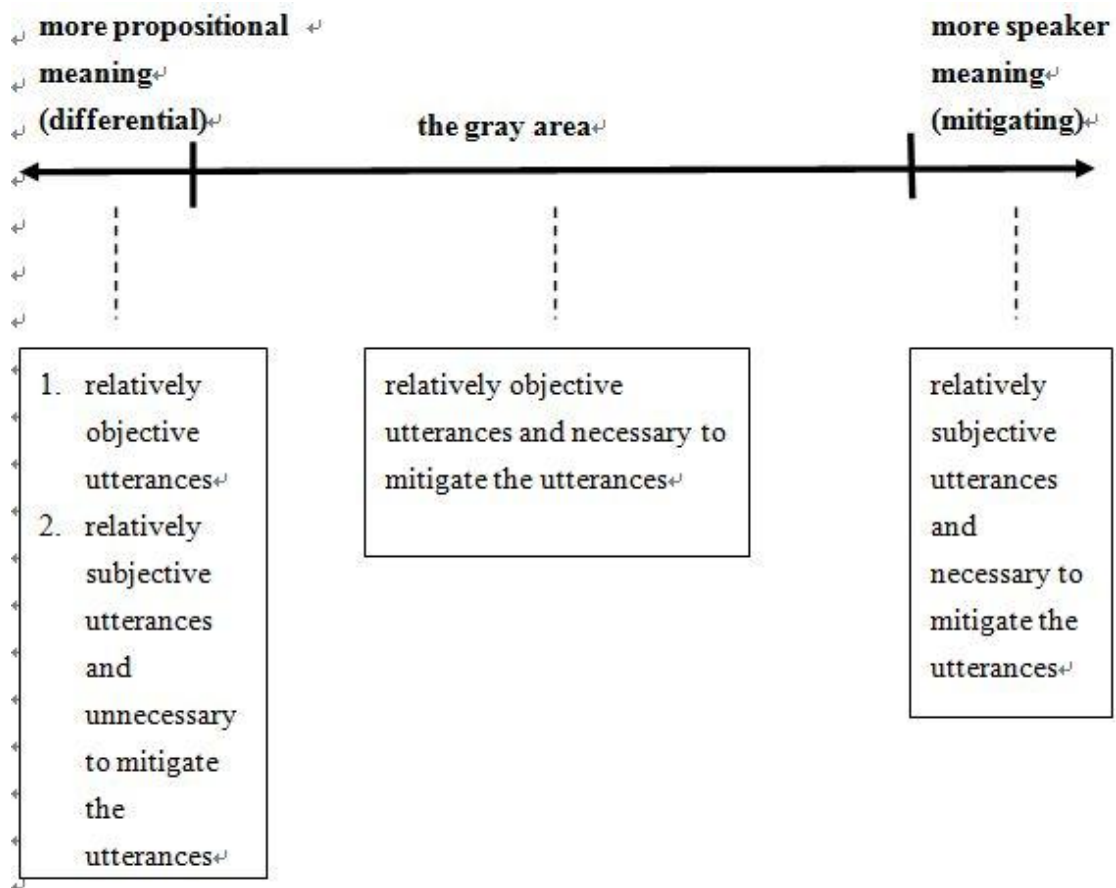 more propositional
meaning
(differential)
the gray area
more speaker
meaning
(mitigating)
1. relatively
objective
utterances
2. relatively
subjective
utterances
and
unnecessary
to mitigate
the
utterances
relatively objective
utterances and necessary to
mitigate the utterances
relatively
subjective
utterances
and
necessary to
mitigate the
utterances